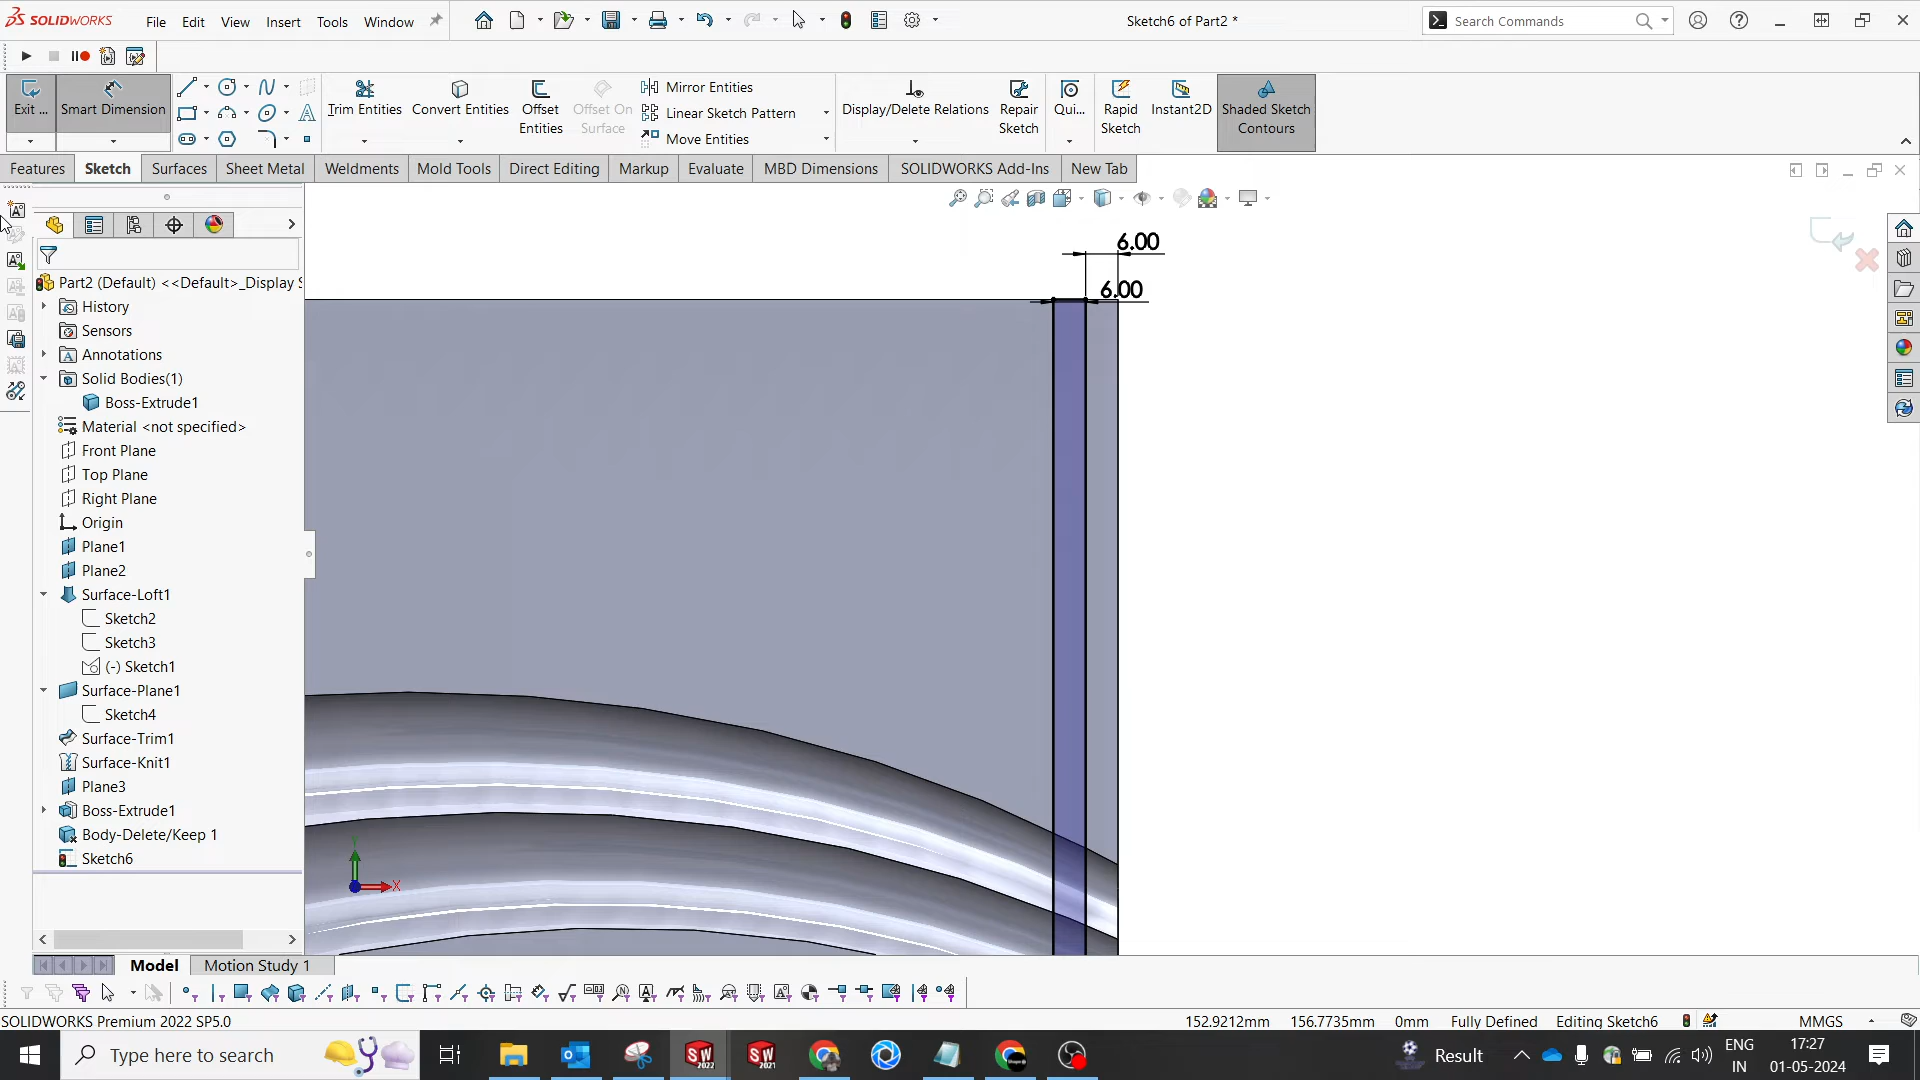 SOLIDWORKS
File Edit View Insert Tools Window
Sketch6 of Part2 *
Search Commands
Exit ...
Smart Dimension
Trim Entities
Convert Entities
Offset Entities
Offset On Surface
Mirror Entities
Linear Sketch Pattern
Move Entities
Display/Delete Relations
Repair Sketch
Qui...
Rapid Sketch
Instant2D
Shaded Sketch Contours
Features Sketch Surfaces Sheet Metal Weldments Mold Tools Direct Editing Markup Evaluate MBD Dimensions SOLIDWORKS Add-Ins New Tab
Part2 (Default) <<Default>_Display S
History
Sensors
Annotations
Solid Bodies(1)
Boss-Extrude1
Material <not specified>
Front Plane
Top Plane
Right Plane
Origin
Plane1
Plane2
Surface-Loft1
Sketch2
Sketch3
(-) Sketch1
Surface-Plane1
Sketch4
Surface-Trim1
Surface-Knit1
Plane3
Boss-Extrude1
Body-Delete/Keep 1
Sketch6
6.00
6.00
Y
X
Model Motion Study 1
SOLIDWORKS Premium 2022 SP5.0
152.9212mm 156.7735mm 0mm Fully Defined Editing Sketch6 MMGS
Type here to search
SW 2022
SW 2021
Result
ENG
IN
17:27
01-05-2024